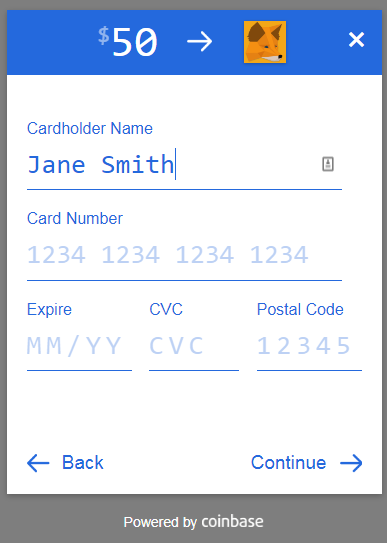 $50
Cardholder Name
Jane Smith
Card Number
1234 1234 1234 1234
Expire CVC Postal Code
MM/YY CVC 12345
Back Continue
Powered by coinbase